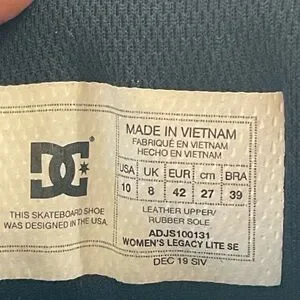 DC
THIS SKATEBOARD SHOE
WAS DESIGNED IN THE USA.
MADE IN VIETNAM
FABRIQUÉ EN VIETNAM
HECHO EN VIETNAM
USA UK EUR cm BRA
10 8 42 27 39
LEATHER UPPER/
RUBBER SOLE
ADJS100131
WOMEN'S LEGACY LITE SE
DEC 19 SIV